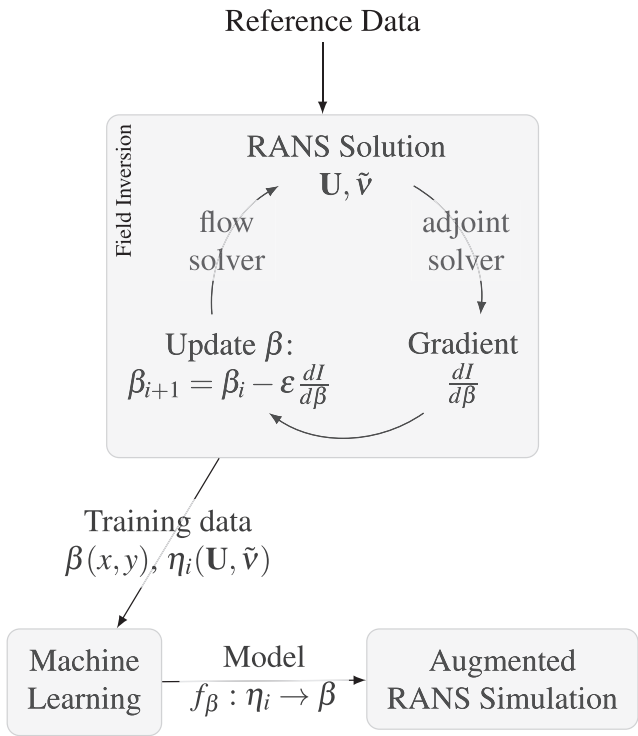 Reference Data
Field Inversion
RANS Solution
𝐔, ν̃
flow
solver
adjoint
solver
Update β:
β_{i+1} = β_i − ε dI/dβ
Gradient
dI/dβ
Training data
β(x,y), η_i(𝐔, ν̃)
Machine
Learning
Model
f_β : η_i → β
Augmented
RANS Simulation